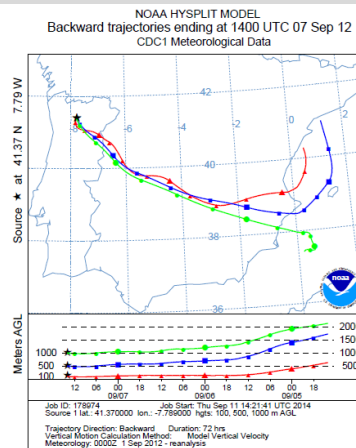 NOAA HYSPLIT MODEL
Backward trajectories ending at 1400 UTC 07 Sep 12
CDC1 Meteorological Data
Source ★ at 41.37 N 7.79 W
42
-8
-6
-4
-2
0
2
40
38
4
36
noaa
Meters AGL
200
150
1000 100
500 500
100
12 06 00 18 12 06 00 18 12 06 00 18
09/07 09/06 09/05
Job ID: 178974 Job Start: Thu Sep 11 14:21:41 UTC 2014
Source 1 lat.: 41.370000 lon.: -7.789000 hgts: 100, 500, 1000 m AGL
Trajectory Direction: Backward Duration: 72 hrs
Vertical Motion Calculation Method: Model Vertical Velocity
Meteorology: 0000Z 1 Sep 2012 - reanalysis